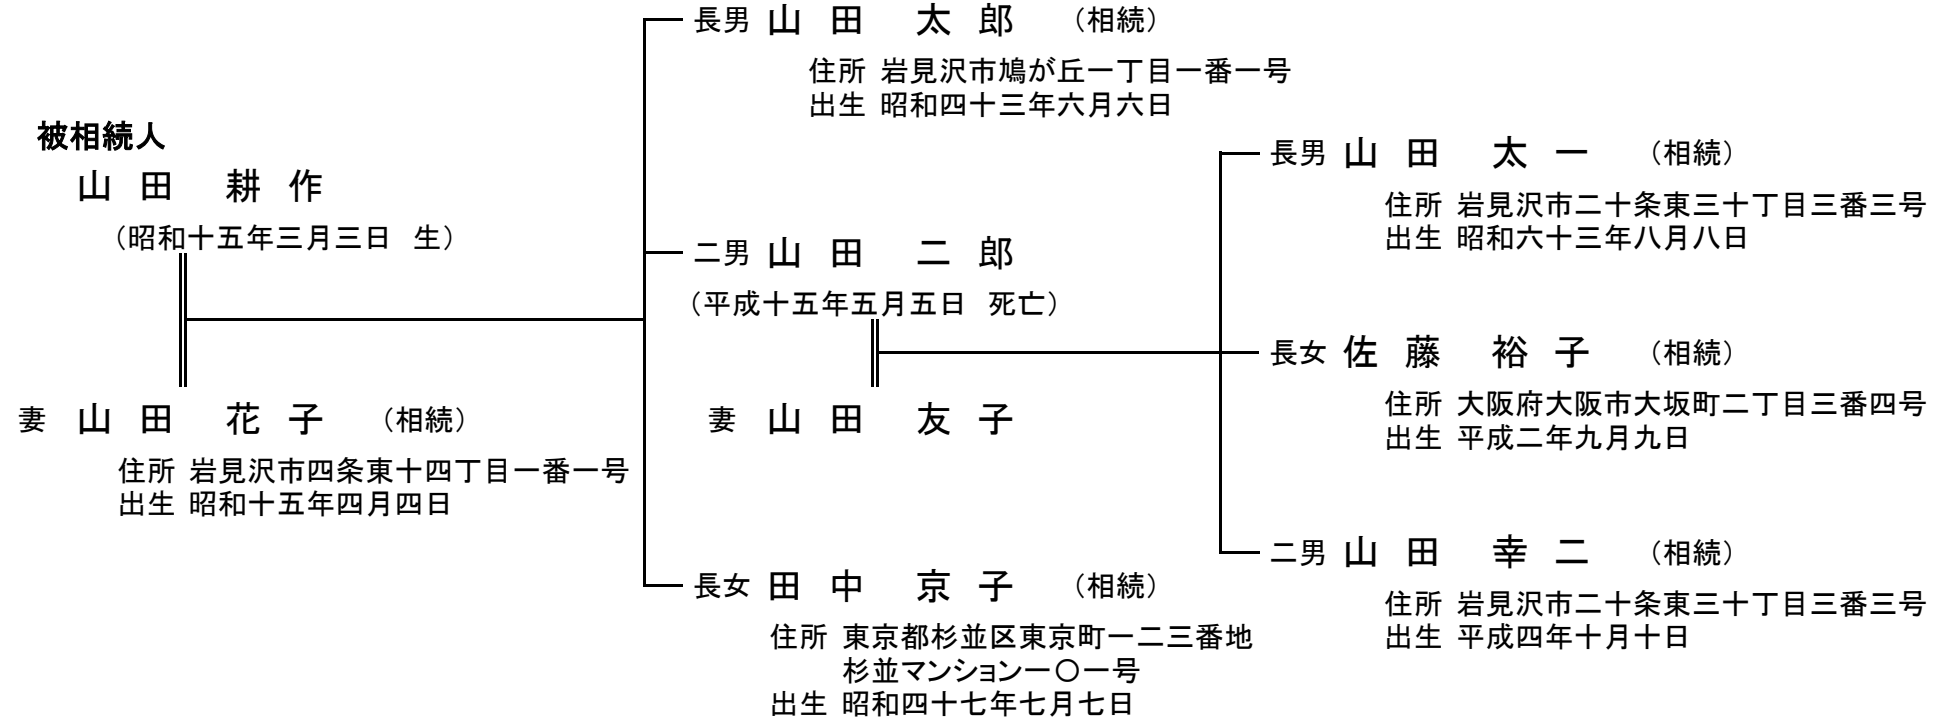 被相続人
山田 耕作
（昭和十五年三月三日 生）
妻 山田 花子 （相続）
住所 岩見沢市四条東十四丁目一番一号
出生 昭和十五年四月四日
長男 山田 太郎 （相続）
住所 岩見沢市鳩が丘一丁目一番一号
出生 昭和四十三年六月六日
二男 山田 二郎
（平成十五年五月五日 死亡）
妻 山田 友子
長女 田中 京子 （相続）
住所 東京都杉並区東京町一二三番地
杉並マンション一〇一号
出生 昭和四十七年七月七日
長男 山田 太一 （相続）
住所 岩見沢市二十条東三十丁目三番三号
出生 昭和六十三年八月八日
長女 佐藤 裕子 （相続）
住所 大阪府大阪市大坂町二丁目三番四号
出生 平成二年九月九日
二男 山田 幸二 （相続）
住所 岩見沢市二十条東三十丁目三番三号
出生 平成四年十月十日